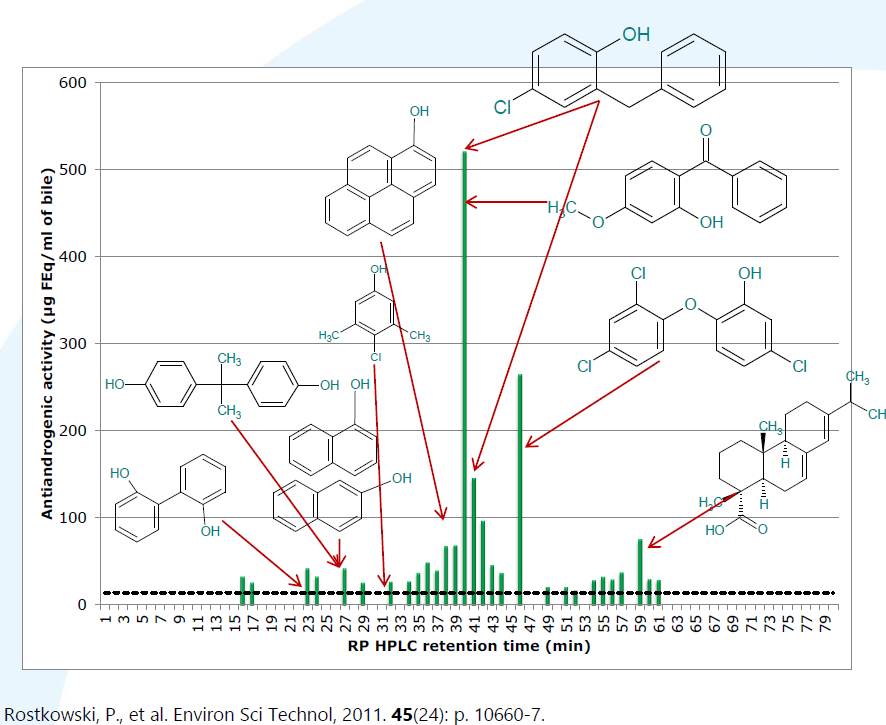 OH
Cl
600
OH
O
500
H₃C
O
OH
400
Antiandrogenic activity (µg FEq/ml of bile)
OH
Cl
OH
O
300
H₃C
CH₃
Cl
Cl
Cl
CH₃
HO
OH
OH
CH₃
CH₃
CH
200
CH₃
HO
OH
H
H₃C
H
OH
HO
O
100
0
1 3 5 7 9 11 13 15 17 19 21 23 25 27 29 31 33 35 37 39 41 43 45 47 49 51 53 55 57 59 61 63 65 67 69 71 73 75 77 79
RP HPLC retention time (min)
Rostkowski, P., et al. Environ Sci Technol, 2011. 45(24): p. 10660-7.